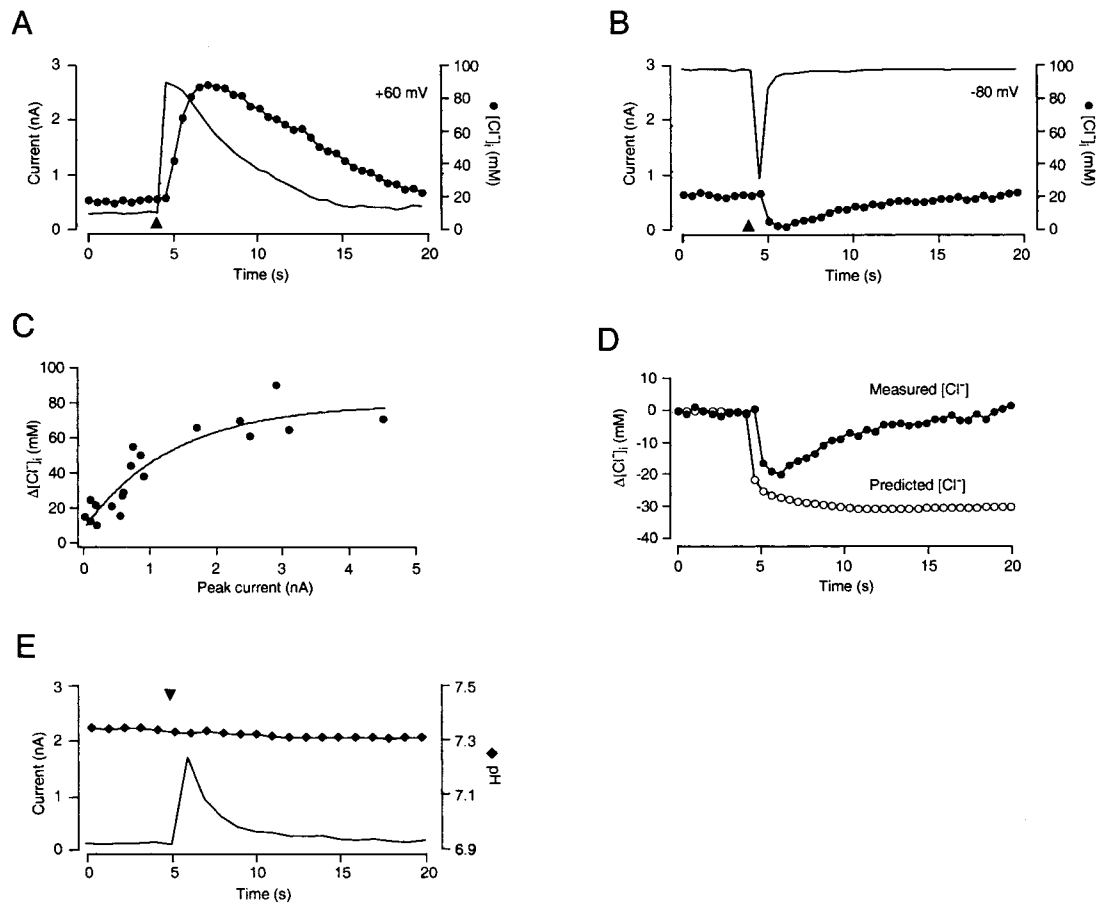 A
3
2
1
0
Current (nA)
+60 mV
100
80
60
40
20
0
● [Cl⁻]ᵢ (mM)
0 5 10 15 20
Time (s)
B
3
2
1
0
Current (nA)
-80 mV
100
80
60
40
20
0
● [Cl⁻]ᵢ (mM)
0 5 10 15 20
Time (s)
C
100
80
60
40
20
0
Δ[Cl⁻]ᵢ (mM)
0 1 2 3 4 5
Peak current (nA)
D
10
0
-10
-20
-30
-40
Δ[Cl⁻]ᵢ (mM)
Measured [Cl⁻]
Predicted [Cl⁻]
0 5 10 15 20
Time (s)
E
3
2
1
0
Current (nA)
7.5
7.3
7.1
6.9
◆ pH
0 5 10 15 20
Time (s)